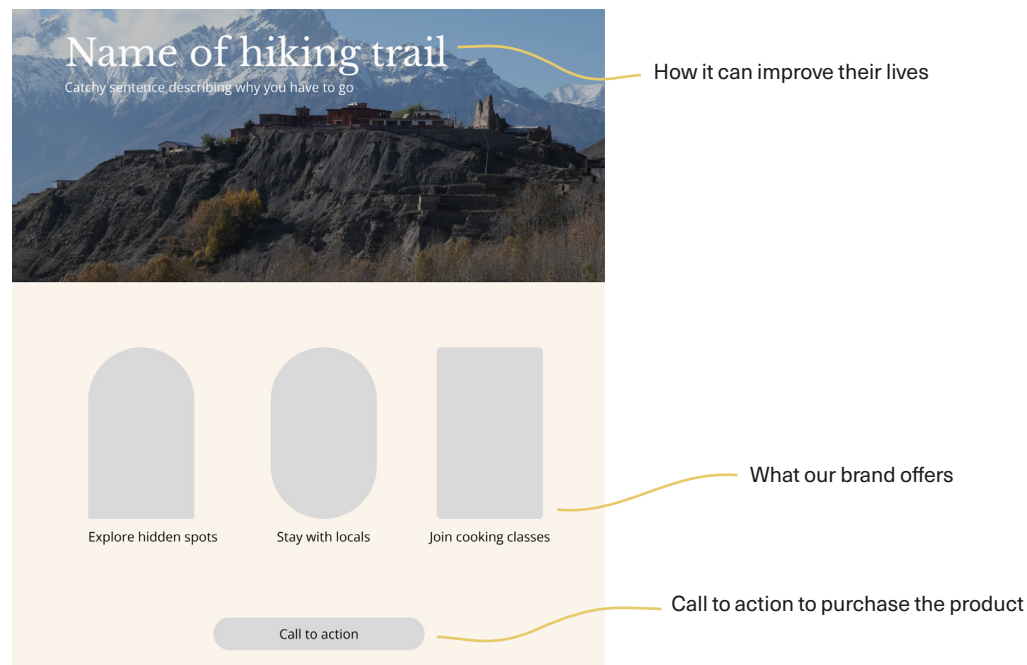 Name of hiking trail
Catchy sentence describing why you have to go
How it can improve their lives
What our brand offers
Explore hidden spots
Stay with locals
Join cooking classes
Call to action to purchase the product
Call to action